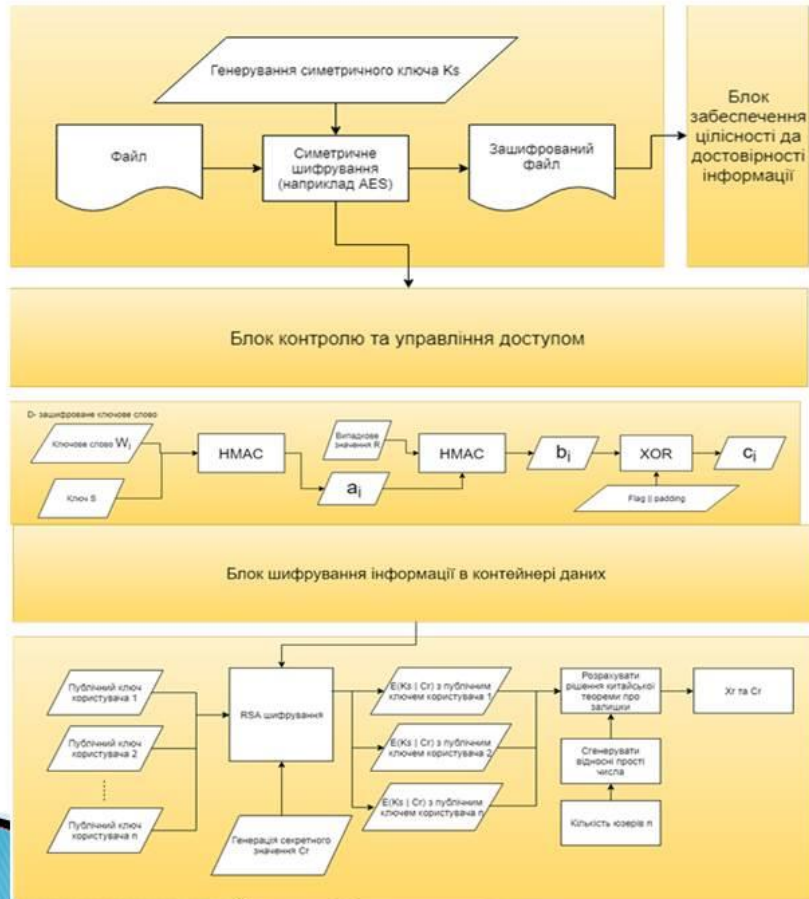 Генерування симетричного ключа Ks
Файл
Симетричне
шифрування
(наприклад AES)
Зашифрований
файл
Блок
забеспечення
цілісності да
достовірності
інформації
Блок контролю та управління доступом
D- зашифроване ключове слово
Ключове слово Wi
Ключ S
HMAC
ai
Випадкове
значення R
HMAC
bi
XOR
ci
Flag || padding
Блок шифрування інформації в контейнері даних
Публічний ключ
користувача 1
Публічний ключ
користувача 2
Публічний ключ
користувача n
RSA шифрування
Генерація секретного
значення Cr
E(Ks | Cr) з публічним
ключем користувача 1
E(Ks | Cr) з публічним
ключем користувача 2
E(Ks | Cr) з публічним
ключем користувача n
Розрахувати
рішення китайської
теореми про
залишки
Сгенерувати
відносні прості
числа
Кількість юзерів n
Xr та Cr